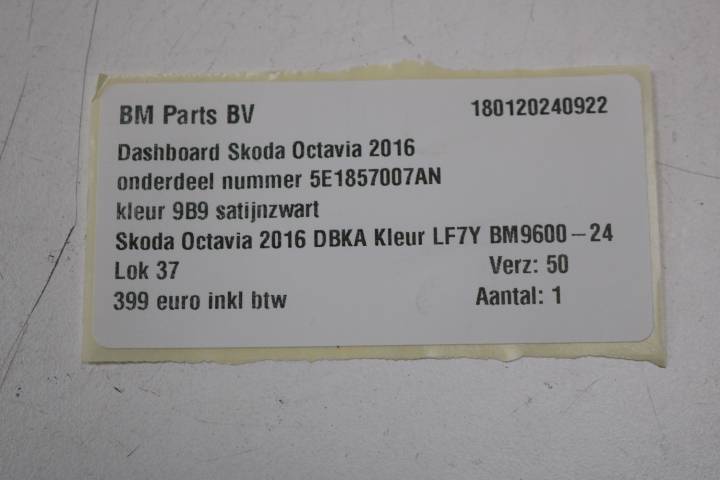 BM Parts BV 180120240922
Dashboard Skoda Octavia 2016
onderdeel nummer 5E1857007AN
kleur 9B9 satijnzwart
Skoda Octavia 2016 DBKA Kleur LF7Y BM9600-24
Lok 37 Verz: 50
399 euro inkl btw Aantal: 1